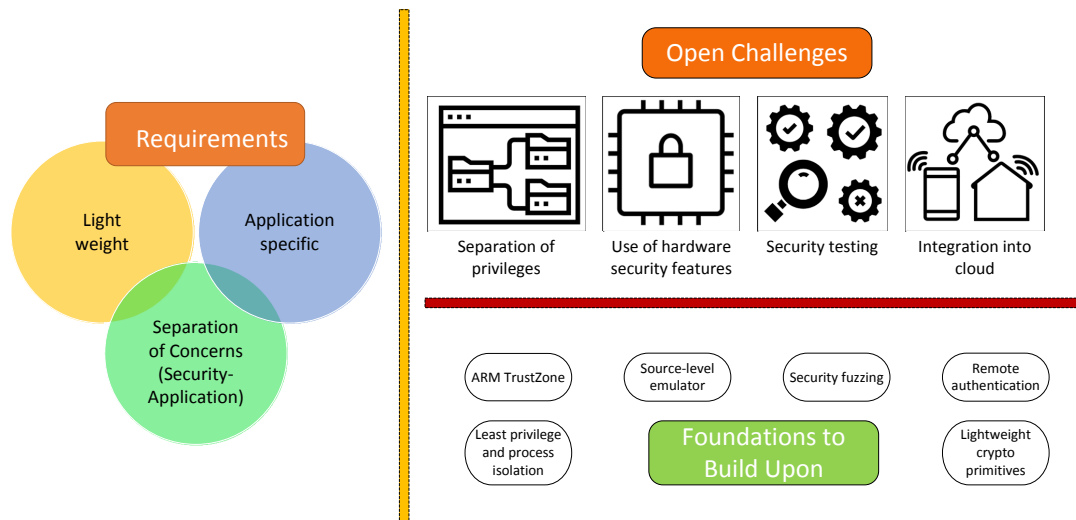 Requirements
Light
weight
Application
specific
Separation
of Concerns
(Security-
Application)
Open Challenges
Separation of
privileges
Use of hardware
security features
Security testing
Integration into
cloud
ARM TrustZone
Source-level
emulator
Security fuzzing
Remote
authentication
Least privilege
and process
isolation
Foundations to
Build Upon
Lightweight
crypto
primitives